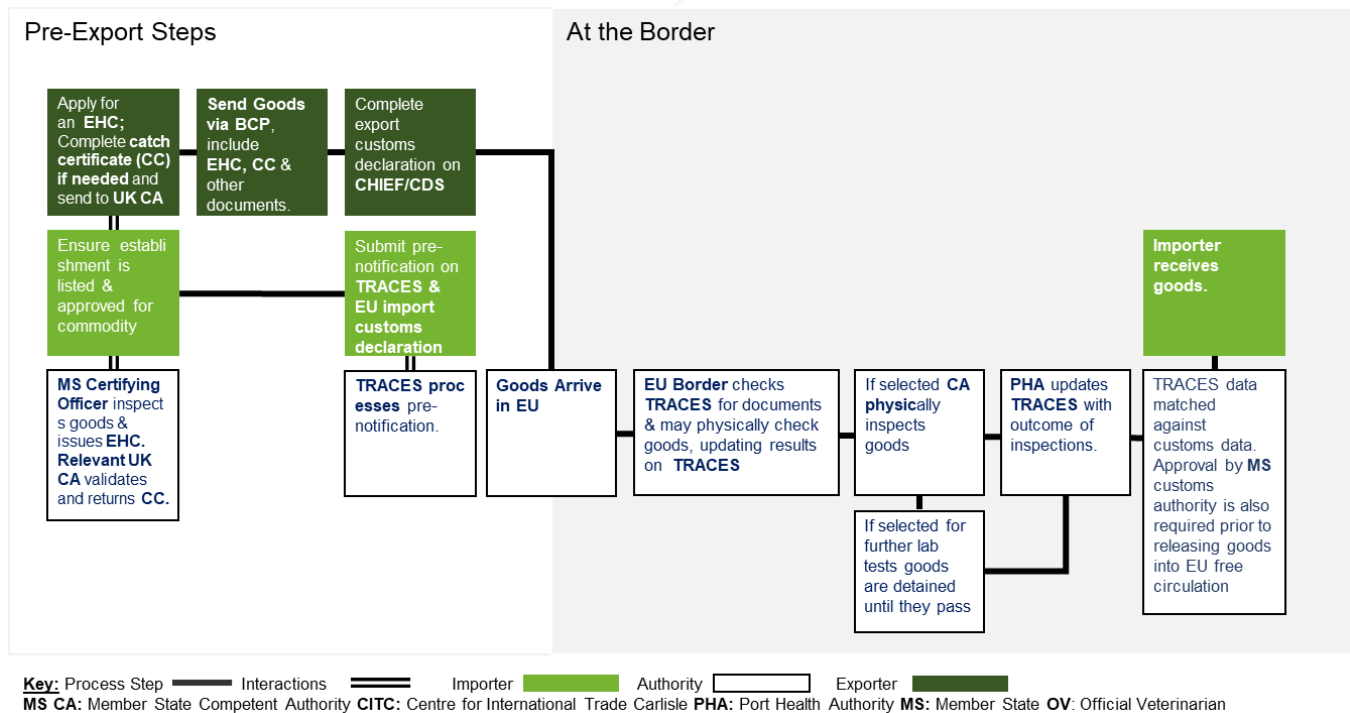 Pre-Export Steps
At the Border
Apply for
an EHC;
Complete catch
certificate (CC)
if needed and
send to UK CA
Send Goods
via BCP,
include
EHC, CC &
other
documents.
Complete
export
customs
declaration on
CHIEF/CDS
Ensure establi
shment is
listed &
approved for
commodity
Submit pre-
notification on
TRACES &
EU import
customs
declaration
Importer
receives
goods.
MS Certifying
Officer inspect
s goods &
issues EHC.
Relevant UK
CA validates
and returns CC.
TRACES proc
esses pre-
notification.
Goods Arrive
in EU
EU Border checks
TRACES for documents
& may physically check
goods, updating results
on TRACES
If selected CA
physically
inspects
goods
PHA updates
TRACES with
outcome of
inspections.
TRACES data
matched
against
customs data.
Approval by MS
customs
authority is also
required prior to
releasing goods
into EU free
circulation
If selected for
further lab
tests goods
are detained
until they pass
Key: Process Step Interactions Importer Authority Exporter
MS CA: Member State Competent Authority CITC: Centre for International Trade Carlisle PHA: Port Health Authority MS: Member State OV: Official Veterinarian